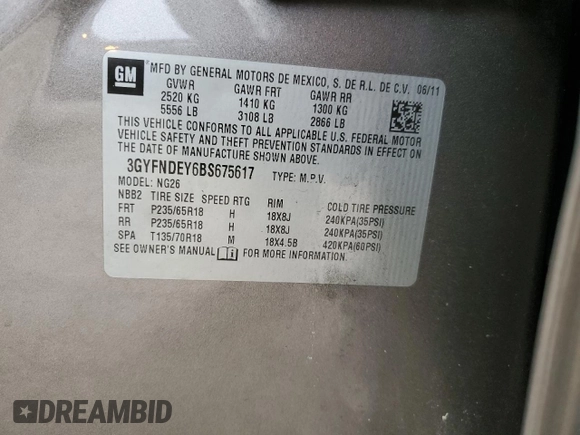 GM
MFD BY GENERAL MOTORS DE MEXICO, S. DE R.L. DE C.V. 06/11
GVWR GAWR FRT GAWR RR
2520 KG 1410 KG 1300 KG
5556 LB 3108 LB 2866 LB
THIS VEHICLE CONFORMS TO ALL APPLICABLE U.S. FEDERAL MOTOR
VEHICLE SAFETY AND THEFT PREVENTION STANDARDS IN EFFECT ON
THE DATE OF MANUFACTURE SHOWN ABOVE.
3GYFNDEY6BS675617 TYPE: M.P.V.
MODEL: NG26
NBB2 TIRE SIZE SPEED RTG RIM COLD TIRE PRESSURE
FRT P235/65R18 H 18X8J 240KPA(35PSI)
RR P235/65R18 H 18X8J 240KPA(35PSI)
SPA T135/70R18 M 18X4.5B 420KPA(60PSI)
SEE OWNER'S MANUAL FOR MORE INFORMATION.
DREAMBID